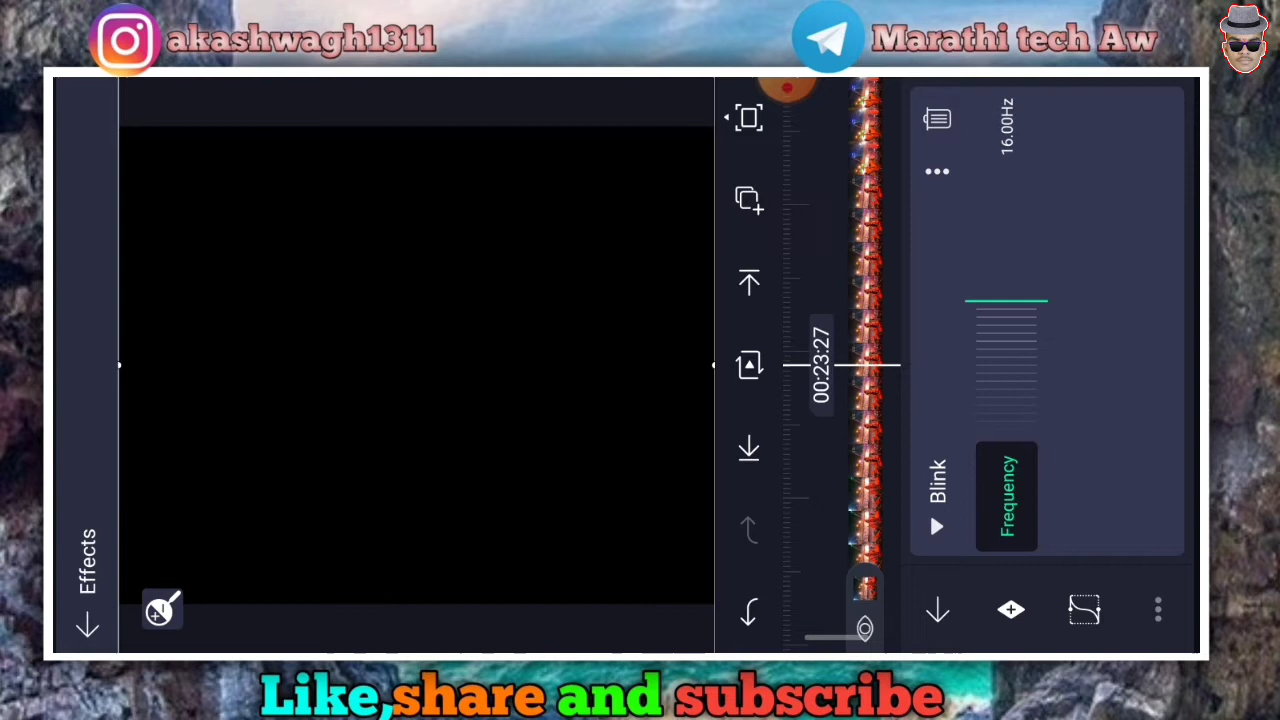 akashwagh1311
Marathi tech Aw
Effects
00:23:27
16.00Hz
Blink
Frequency
Like,share and subscribe